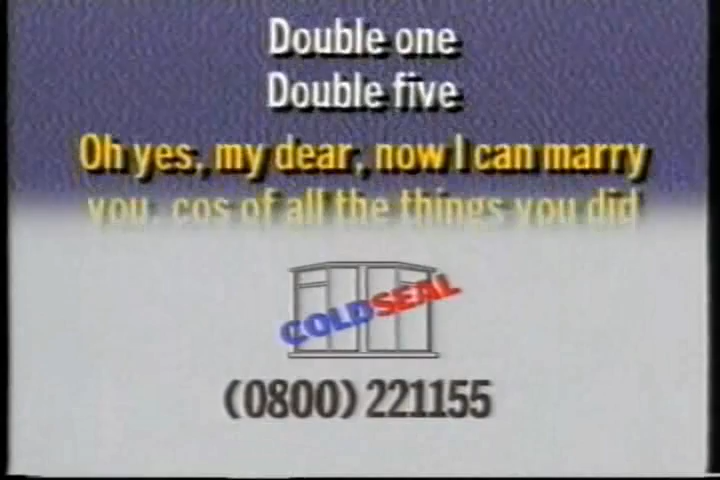 Double one
Double five
Oh yes, my dear, now I can marry
you, cos of all the things you did
COLDSEAL
(0800) 221155